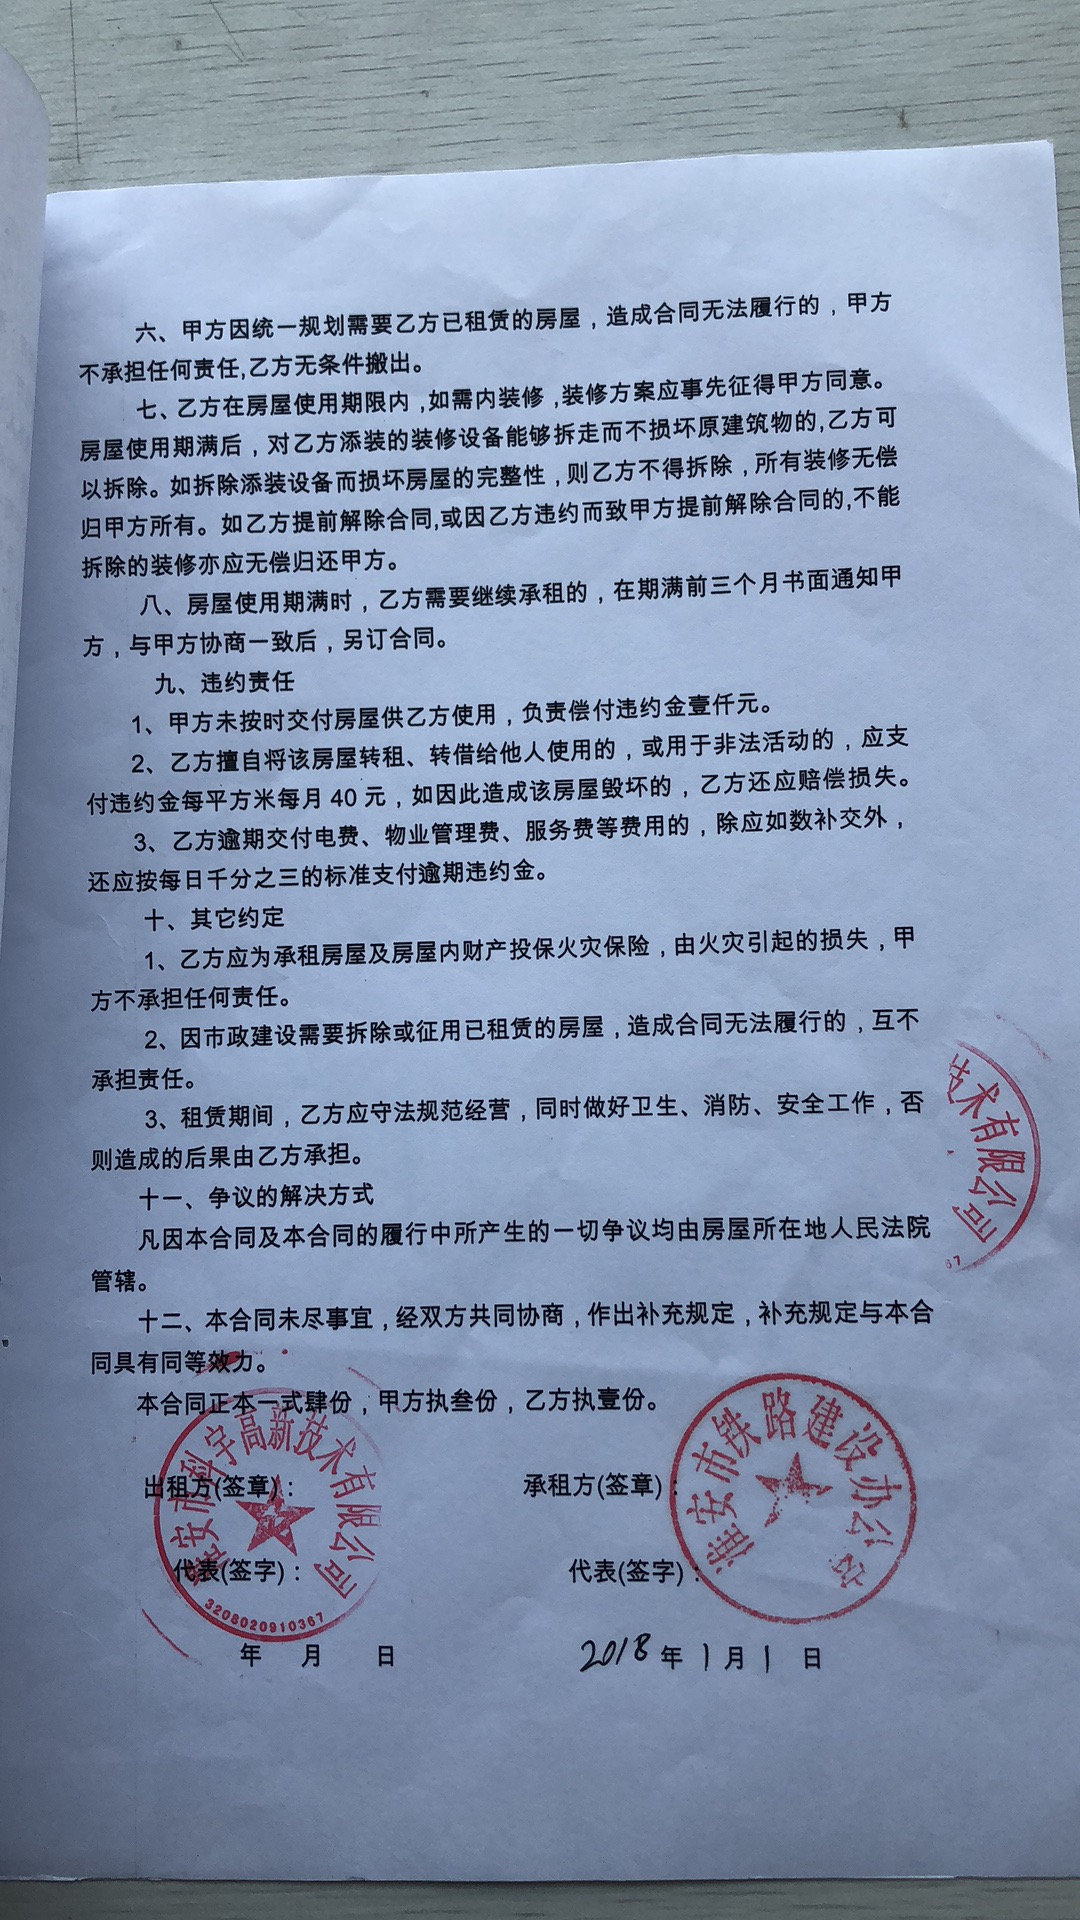 六、甲方因统一规划需要乙方已租赁的房屋，造成合同无法履行的，甲方
不承担任何责任,乙方无条件搬出。
七、乙方在房屋使用期限内,如需内装修,装修方案应事先征得甲方同意。
房屋使用期满后，对乙方添装的装修设备能够拆走而不损坏原建筑物的,乙方可
以拆除。如拆除添装设备而损坏房屋的完整性,则乙方不得拆除,所有装修无偿
归甲方所有。如乙方提前解除合同,或因乙方违约而致甲方提前解除合同的,不能
拆除的装修亦应无偿归还甲方。
八、房屋使用期满时，乙方需要继续承租的，在期满前三个月书面通知甲
方，与甲方协商一致后，另订合同。
九、违约责任
1、甲方未按时交付房屋供乙方使用，负责偿付违约金壹仟元。
2、乙方擅自将该房屋转租、转借给他人使用的，或用于非法活动的，应支
付违约金每平方米每月40元，如因此造成该房屋毁坏的，乙方还应赔偿损失。
3、乙方逾期交付电费、物业管理费、服务费等费用的，除应如数补交外，
还应按每日千分之三的标准支付逾期违约金。
十、其它约定
1、乙方应为承租房屋及房屋内财产投保火灾保险，由火灾引起的损失，甲
方不承担任何责任。
2、因市政建设需要拆除或征用已租赁的房屋，造成合同无法履行的，互不
承担责任。
3、租赁期间，乙方应守法规范经营，同时做好卫生、消防、安全工作，否
则造成的后果由乙方承担。
技术有限公司
67
十一、争议的解决方式
凡因本合同及本合同的履行中所产生的一切争议均由房屋所在地人民法院
管辖。
十二、本合同未尽事宜,经双方共同协商,作出补充规定,补充规定与本合
同具有同等效力。
本合同正本一式肆份，甲方执叁份，乙方执壹份。
出租方(签章)：
淮安市科宇高新技术有限公司
3208020910367
承租方(签章)：
淮安市铁路建设办公室
代表(签字)：
代表(签字)：
年 月 日
2018年1月1日